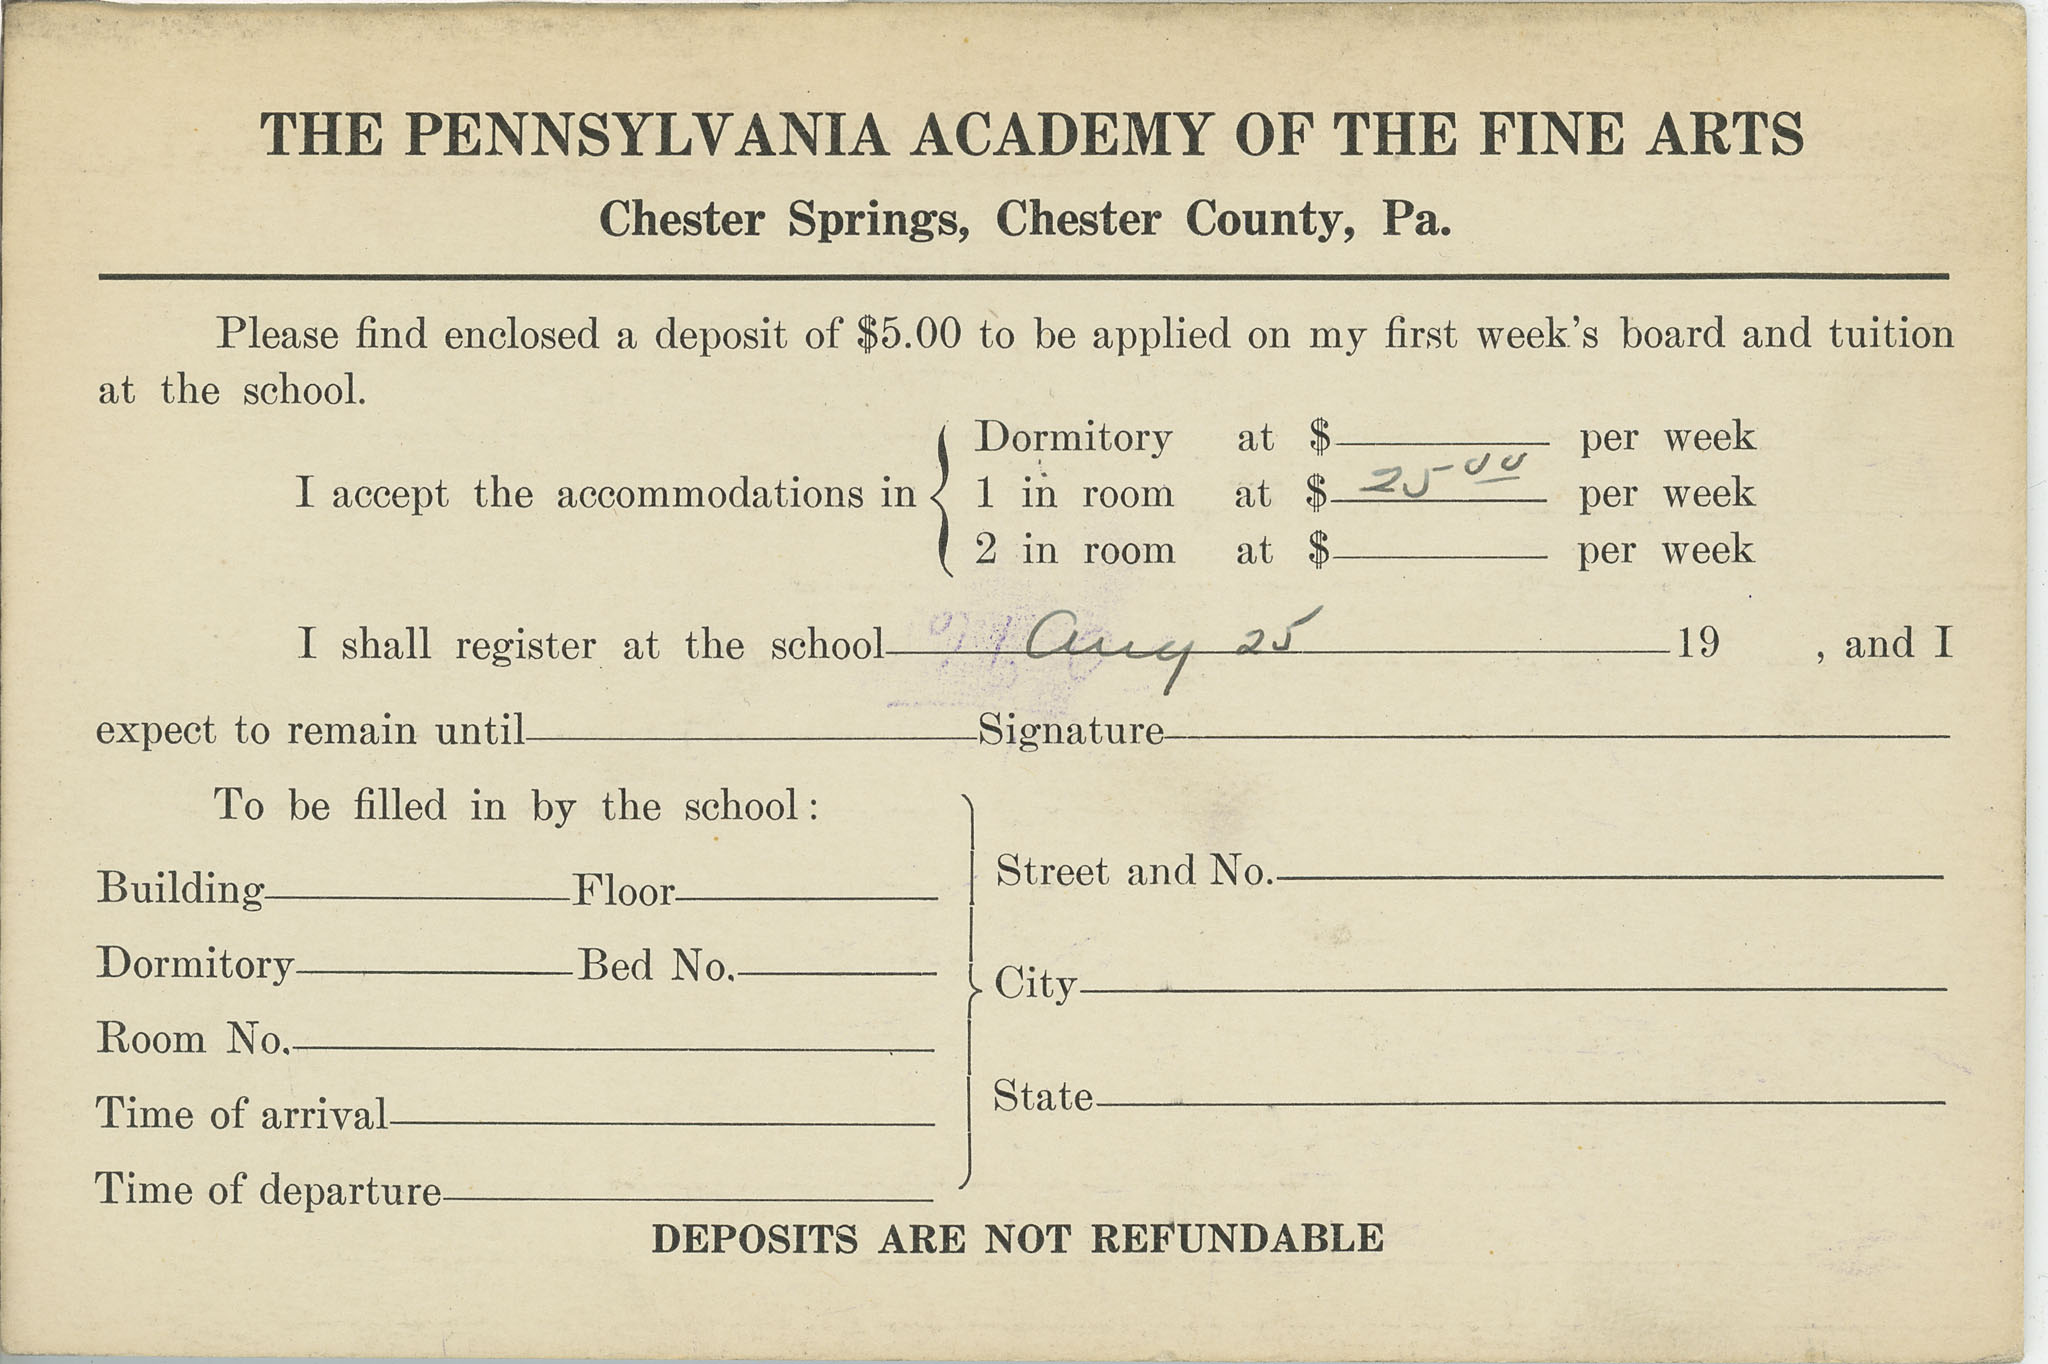 THE PENNSYLVANIA ACADEMY OF THE FINE ARTS
Chester Springs, Chester County, Pa.
Please find enclosed a deposit of $5.00 to be applied on my first week's board and tuition
at the school.
Dormitory at $ per week
I accept the accommodations in 1 in room at $ 25.00 per week
2 in room at $ per week
I shall register at the school Aug 25 19 , and I
expect to remain until Signature
To be filled in by the school:
Building Floor
Dormitory Bed No.
Room No.
Time of arrival
Time of departure
Street and No.
City
State
DEPOSITS ARE NOT REFUNDABLE